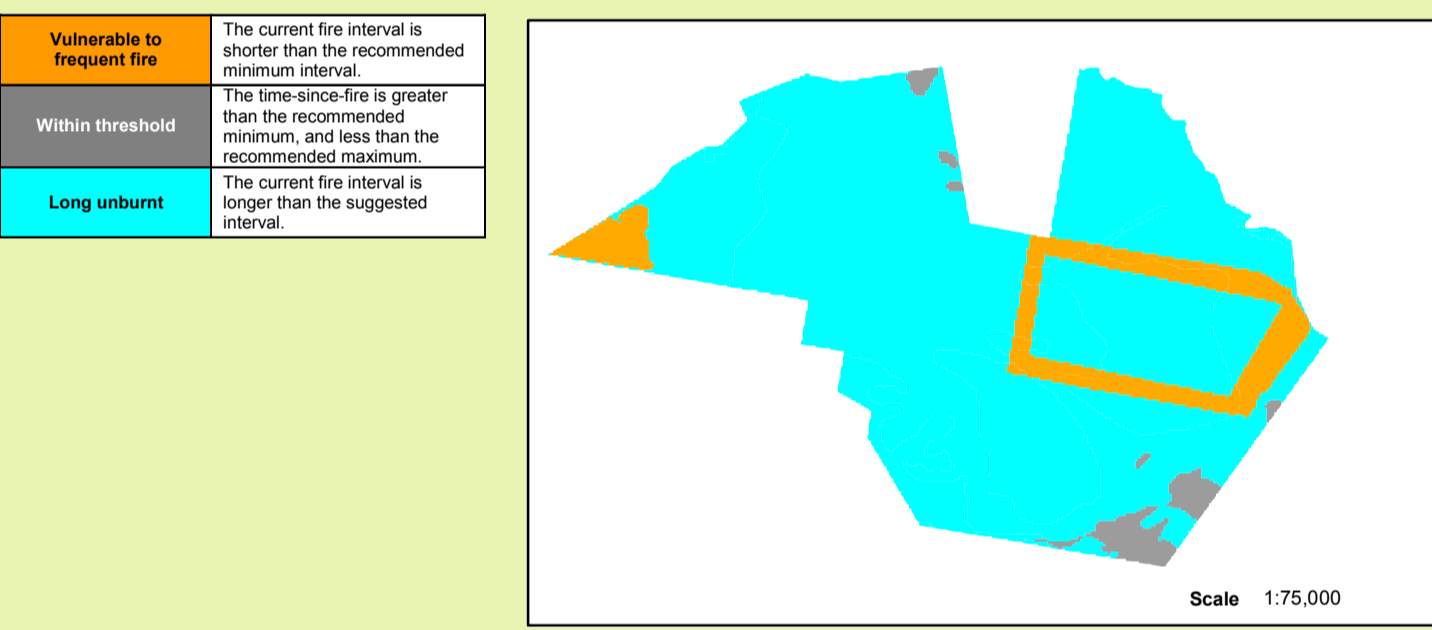 Vulnerable to
frequent fire
The current fire interval is
shorter than the recommended
minimum interval.
Within threshold
The time-since-fire is greater
than the recommended
minimum, and less than the
recommended maximum.
Long unburnt
The current fire interval is
longer than the suggested
interval.
Scale 1:75,000